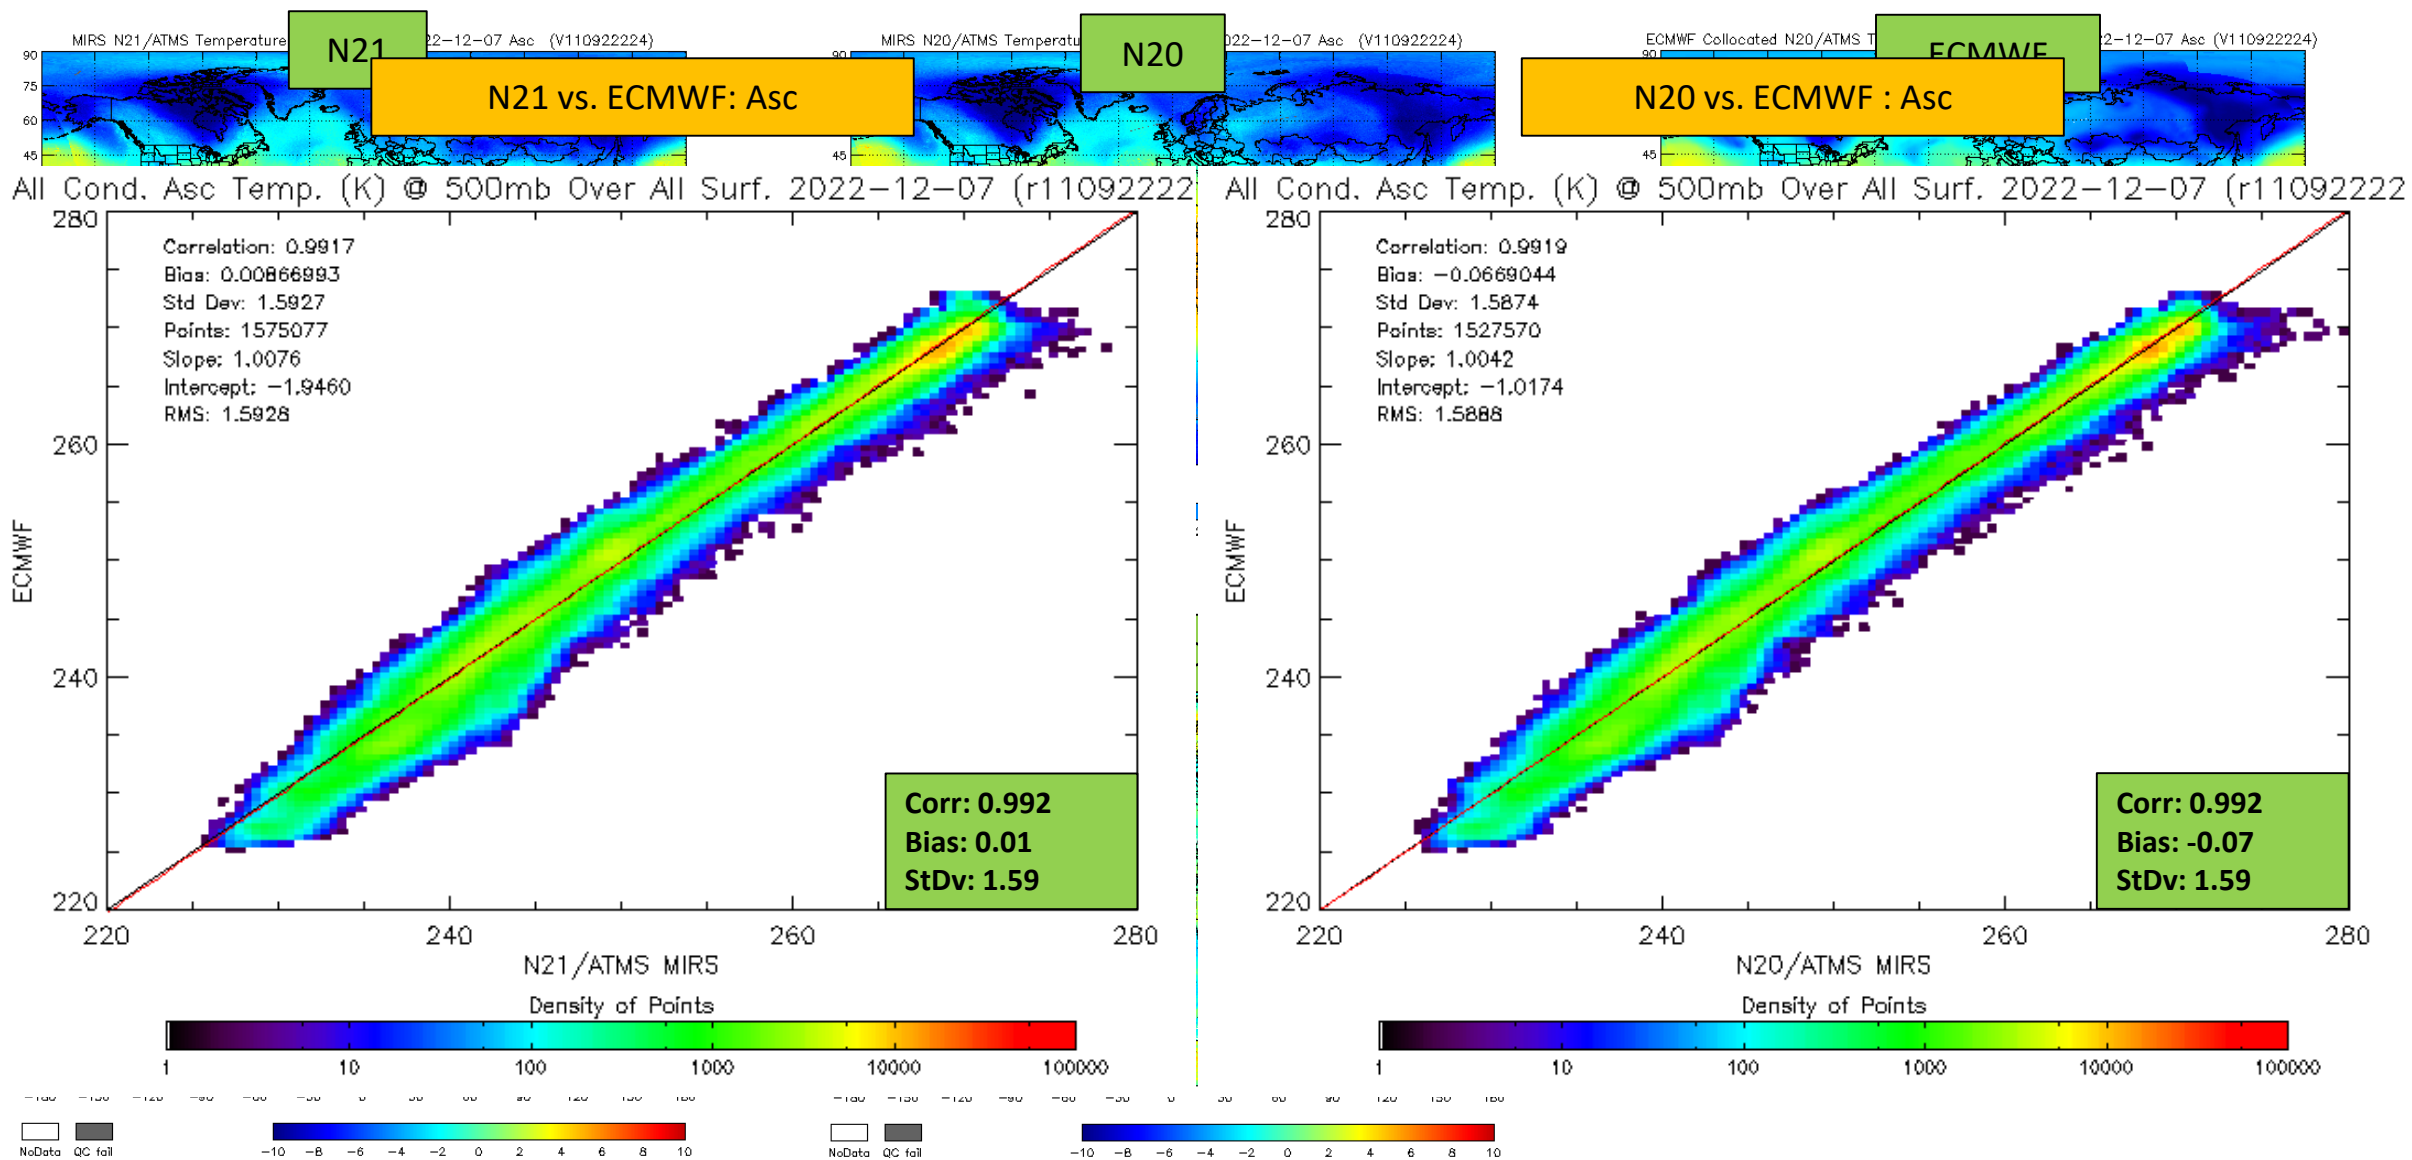 MIRS N21/ATMS Temperature
22-12-07 Asc (V110922224)
N21
MIRS N20/ATMS
022-12-07 Asc (V110922224)
N20
ECMWF Collocated N20/ATMS
2-12-07 Asc (V110922224)
ECMWF
N21 vs. ECMWF: Asc
N20 vs. ECMWF : Asc
90
75
60
45
90
75
60
45
90
60
45
All Cond. Asc Temp. (K) @ 500mb Over All Surf. 2022-12-07 (r11092222
280
260
240
220
ECMWF
Correlation: 0.9917
Bias: 0.00866993
Std Dev: 1.5927
Points: 1575077
Slope: 1.0076
Intercept: -1.9460
RMS: 1.5928
Corr: 0.992
Bias: 0.01
StDv: 1.59
220 240 260 280
N21/ATMS MIRS
Density of Points
1 10 100 1000 10000 100000
All Cond. Asc Temp. (K) @ 500mb Over All Surf. 2022-12-07 (r11092222
280
260
240
220
ECMWF
Correlation: 0.9919
Bias: -0.0669044
Std Dev: 1.5874
Points: 1527570
Slope: 1.0042
Intercept: -1.0174
RMS: 1.5888
Corr: 0.992
Bias: -0.07
StDv: 1.59
220 240 260 280
N20/ATMS MIRS
Density of Points
1 10 100 1000 10000 100000
NoData QC fail
-10 -8 -6 -4 -2 0 2 4 6 8 10
NoData QC fail
-10 -8 -6 -4 -2 0 2 4 6 8 10